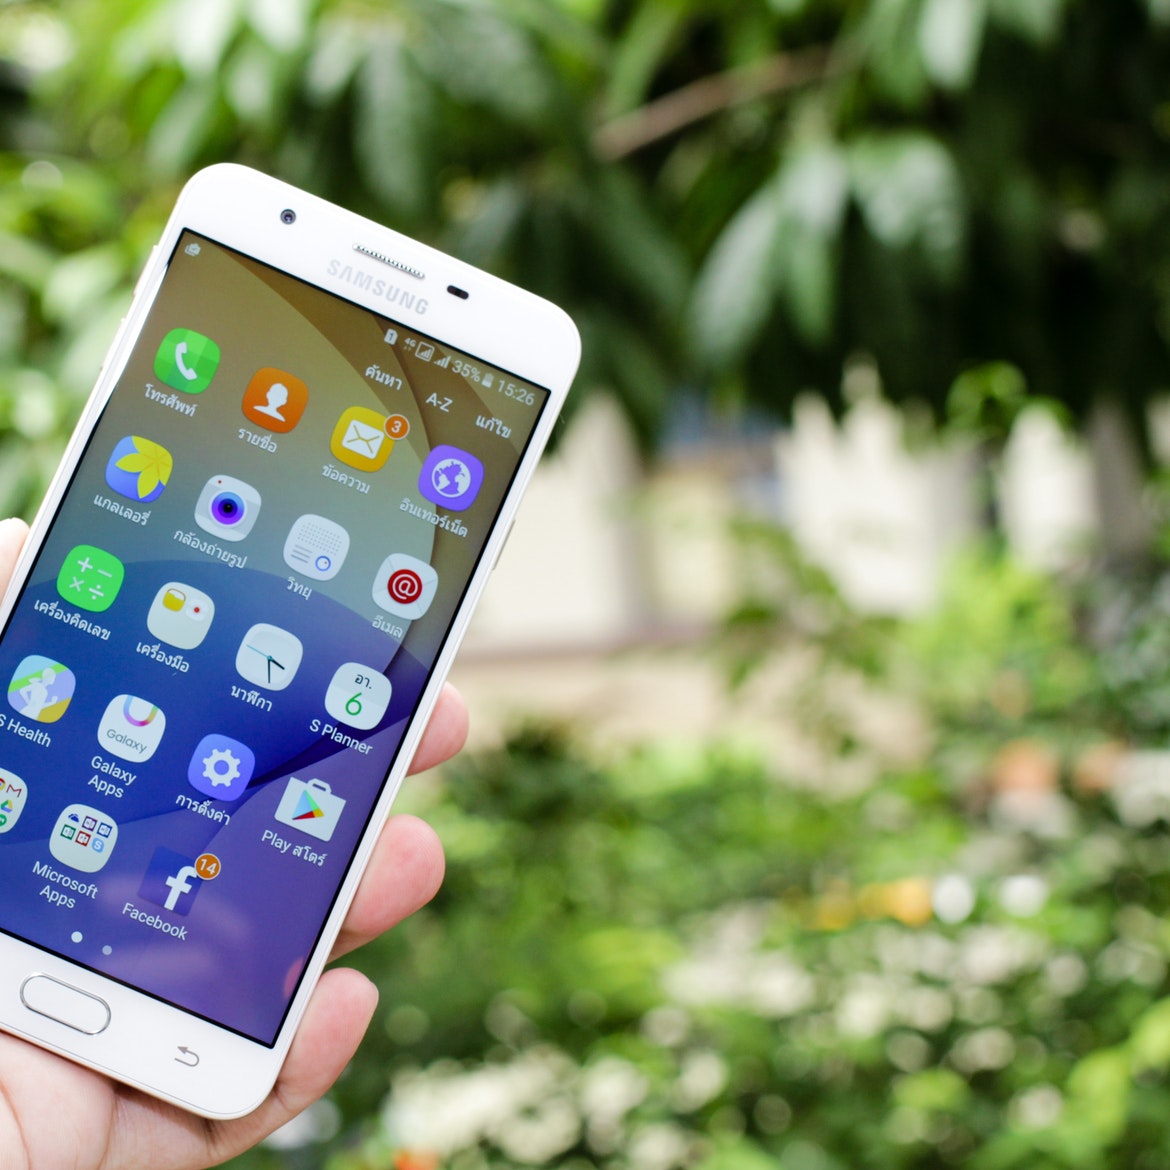 SAMSUNG
4G 35% 15:26
ค้นหา A-Z แก้ไข
โทรศัพท์
รายชื่อ
3
ข้อความ
อินเทอร์เน็ต
แกลเลอรี่
กล้องถ่ายรูป
วิทยุ
@
อีเมล
เครื่องคิดเลข
เครื่องมือ
นาฬิกา
อา.
6
S Planner
S Health
Galaxy
Galaxy
Apps
การตั้งค่า
Play สโตร์
Microsoft
Apps
14
Facebook